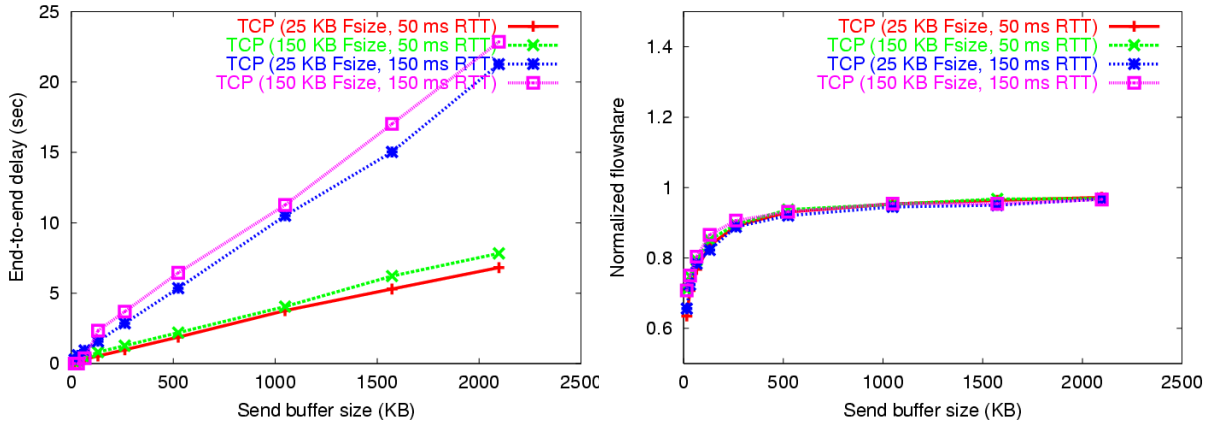 TCP (25 KB Fsize, 50 ms RTT)
TCP (150 KB Fsize, 50 ms RTT)
TCP (25 KB Fsize, 150 ms RTT)
TCP (150 KB Fsize, 150 ms RTT)
25
20
15
10
5
0
End-to-end delay (sec)
0 500 1000 1500 2000 2500
Send buffer size (KB)
TCP (25 KB Fsize, 50 ms RTT)
TCP (150 KB Fsize, 50 ms RTT)
TCP (25 KB Fsize, 150 ms RTT)
TCP (150 KB Fsize, 150 ms RTT)
1.4
1.2
1
0.8
0.6
Normalized flowshare
0 500 1000 1500 2000 2500
Send buffer size (KB)